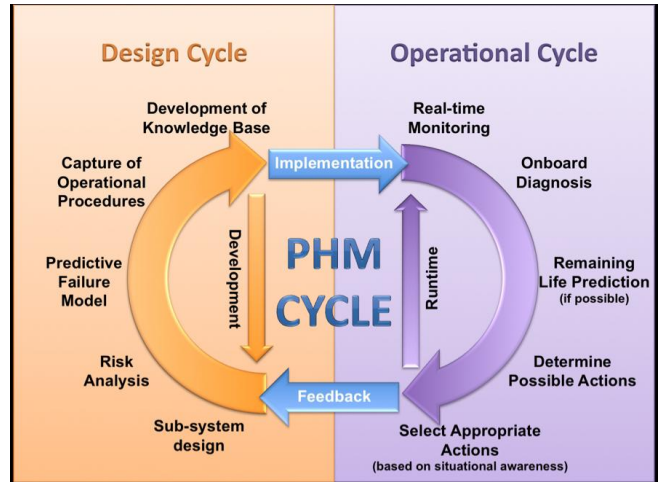 Design Cycle
Operational Cycle
Development of
Knowledge Base
Real-time
Monitoring
Capture of
Operational
Procedures
Implementation
Onboard
Diagnosis
Predictive
Failure
Model
Development
PHM
CYCLE
Runtime
Remaining
Life Prediction
(if possible)
Risk
Analysis
Determine
Possible Actions
Feedback
Sub-system
design
Select Appropriate
Actions
(based on situational awareness)